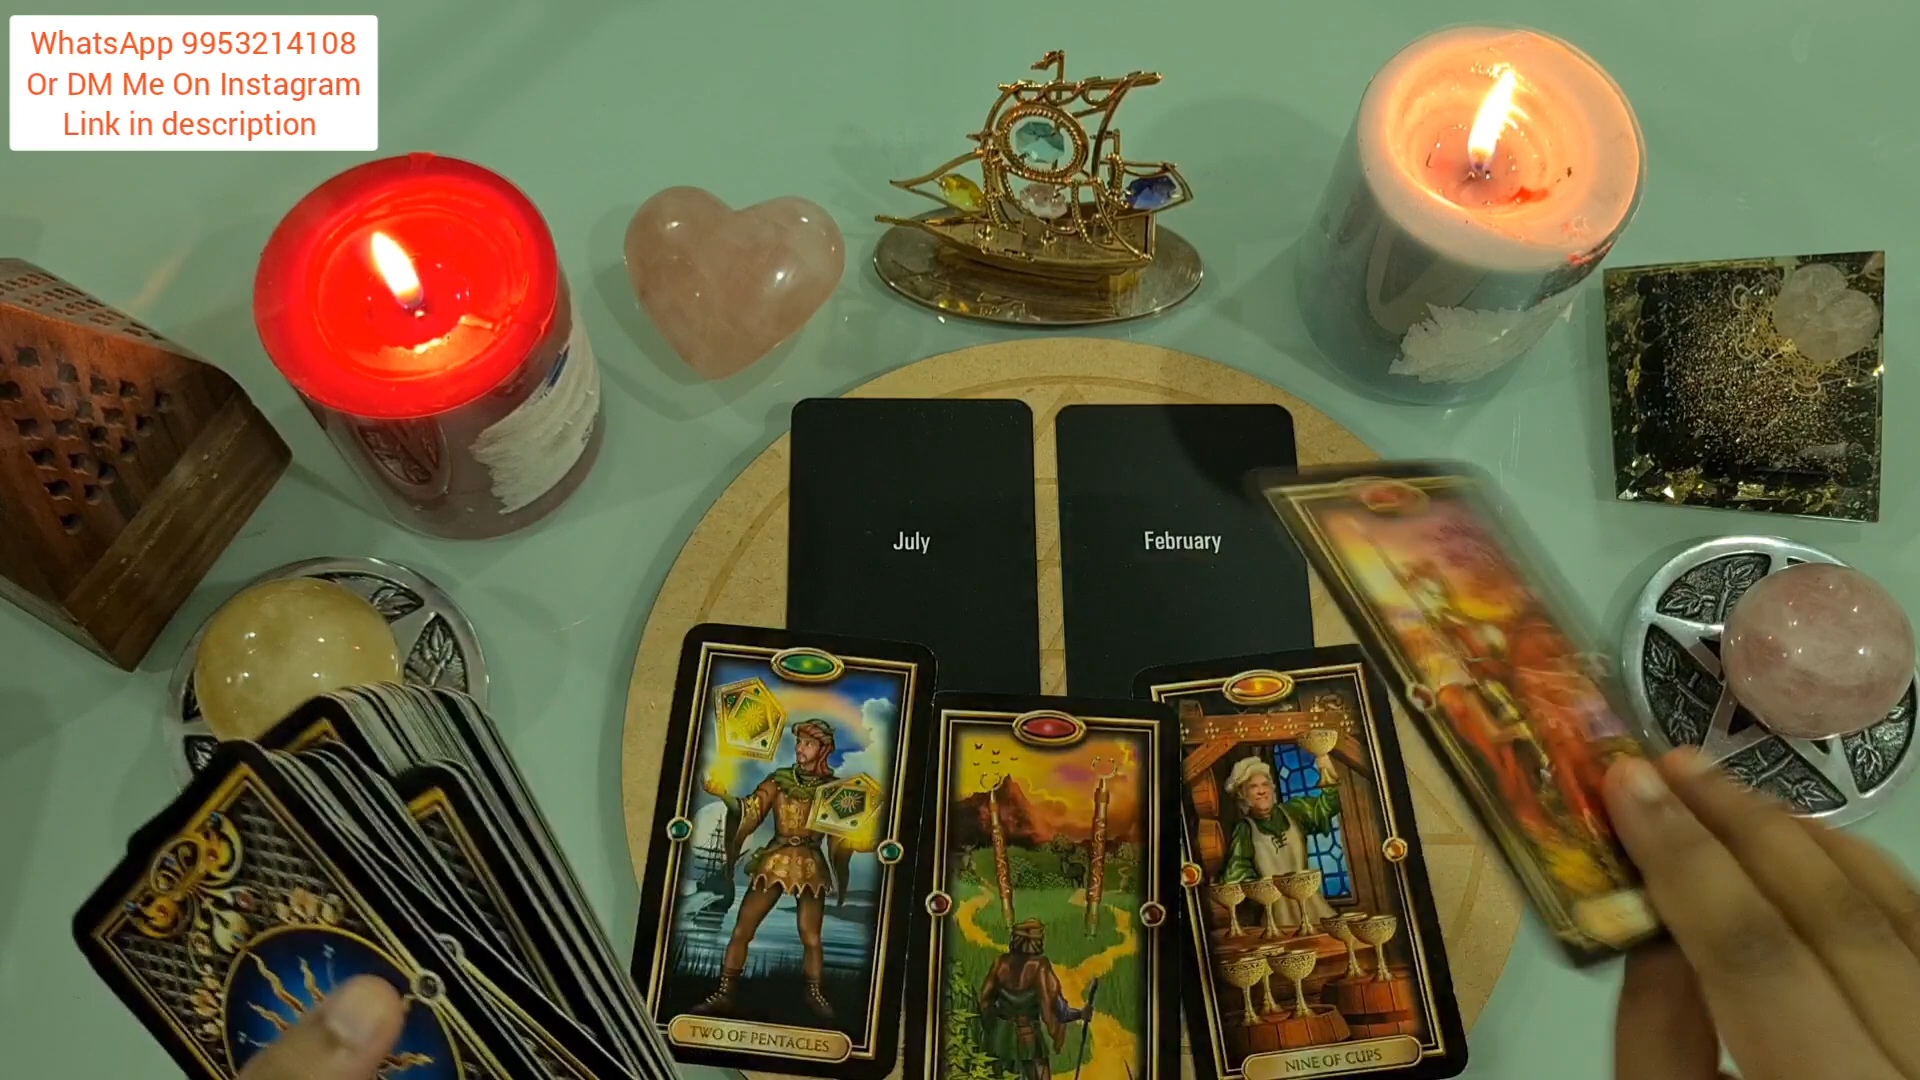 WhatsApp 9953214108
Or DM Me On Instagram
Link in description
July
February
TWO OF PENTACLES
NINE OF CUPS